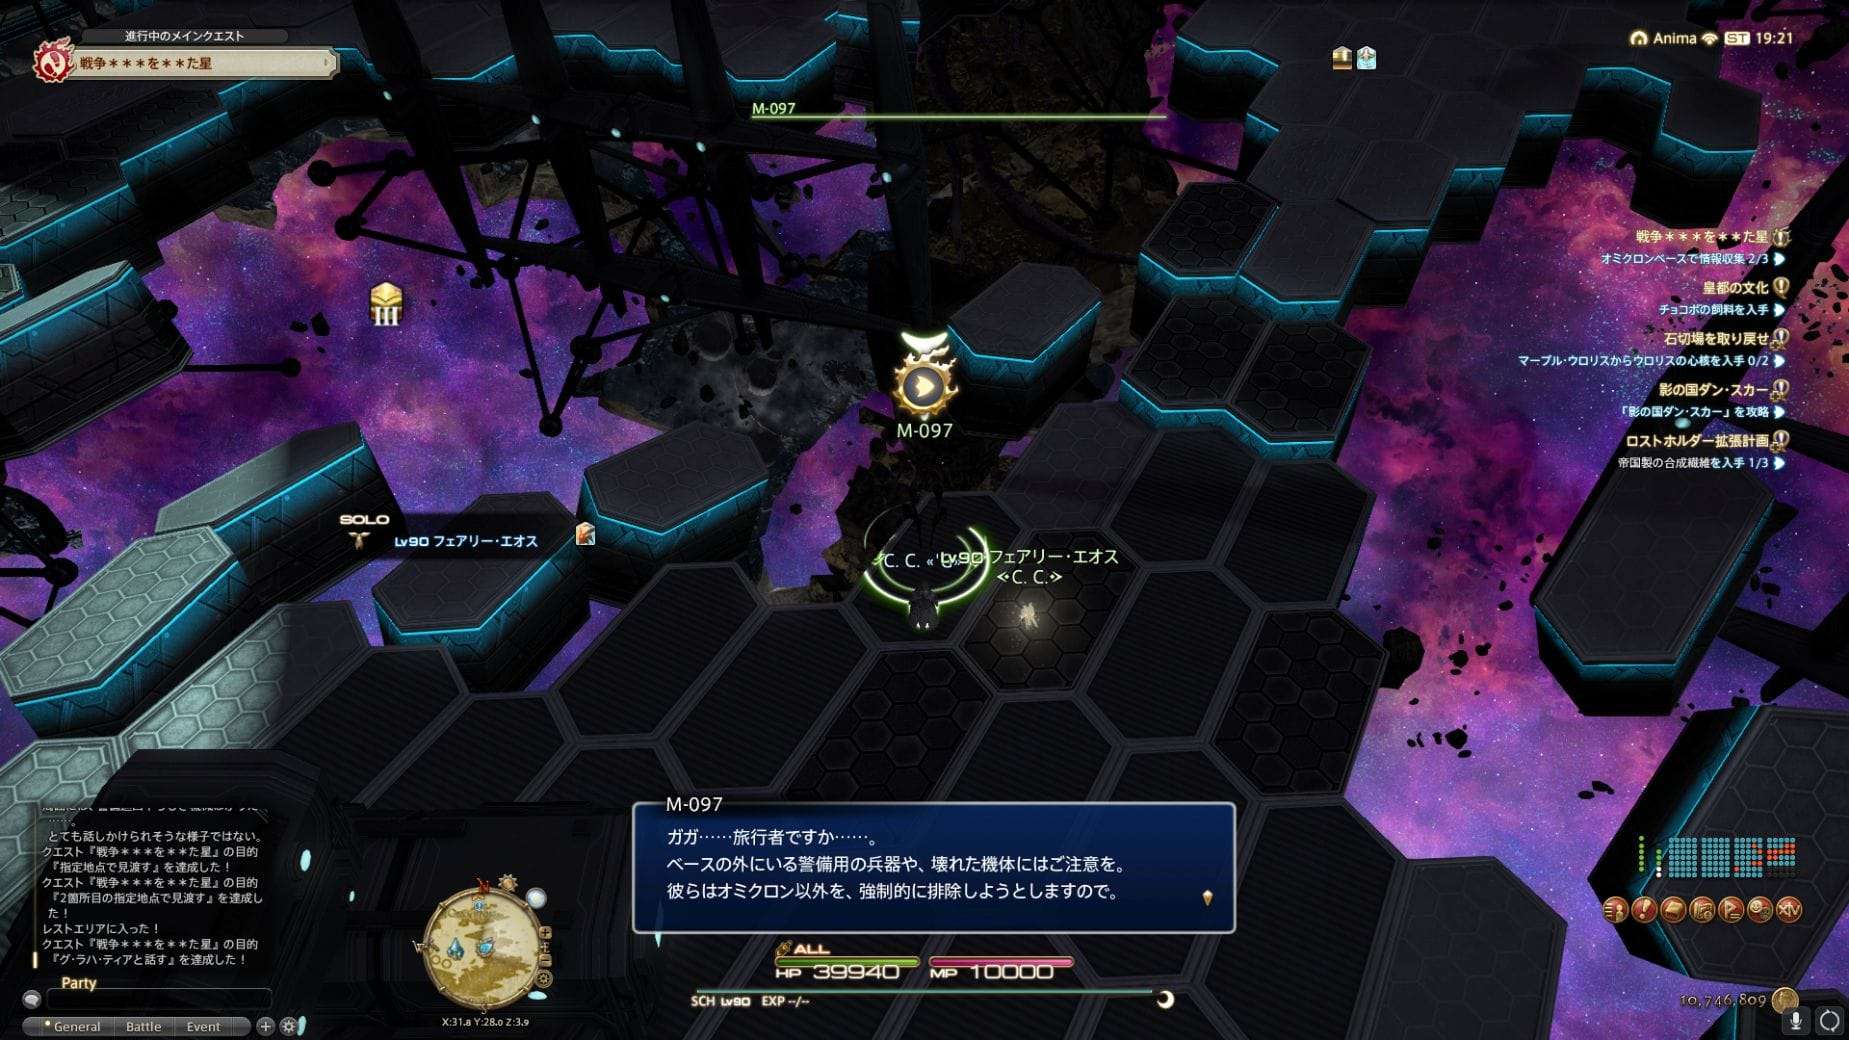 進行中のメインクエスト
戦争＊＊＊を＊＊た星
M-097
Anima ST 19:21
戦争＊＊＊を＊＊た星
オミクロンベースで情報収集 2/3
皇都の文化
チョコボの飼料を入手
石切場を取り戻せ
マーブル・ウロリスからウロリスの心核を入手 0/2
影の国ダン・スカー
「影の国ダン・スカー」を攻略
ロストホルダー拡張計画
帝国製の合成繊維を入手 1/3
III
M-097
SOLO
Lv90 フェアリー・エオス
C. C. «
Lv90 フェアリー・エオス
«C. C.»
……。
とても話しかけられそうな様子ではない。
クエスト『戦争＊＊＊を＊＊た星』の目的
『指定地点で見渡す』を達成した！
クエスト『戦争＊＊＊を＊＊た星』の目的
『2箇所目の指定地点で見渡す』を達成し
た！
レストエリアに入った！
クエスト『戦争＊＊＊を＊＊た星』の目的
『グ・ラハ・ティアと話す』を達成した！
Party
General Battle Event
X:31.8 Y:28.0 Z:3.9
M-097
ガガ……旅行者ですか……。
ベースの外にいる警備用の兵器や、壊れた機体にはご注意を。
彼らはオミクロン以外を、強制的に排除しようとしますので。
ALL
HP 39940 MP 10000
SCH Lv90 EXP --/--
XIV
10,746,809